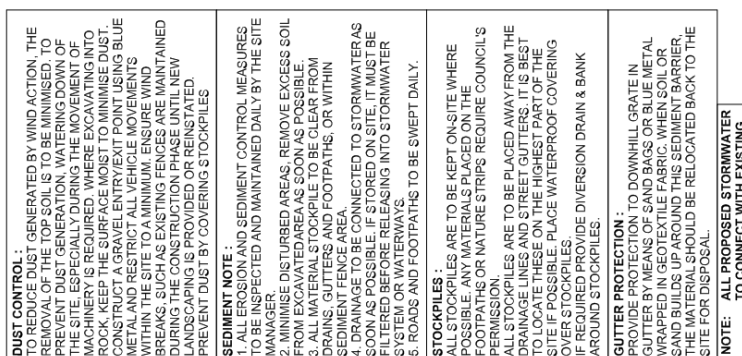 DUST CONTROL :
TO REDUCE DUST GENERATED BY WIND ACTION, THE
REMOVAL OF THE TOP SOIL IS TO BE MINIMISED. TO
PREVENT DUST GENERATION, WATERING DOWN OF
THE SITE, ESPECIALLY DURING THE MOVEMENT OF
MACHINERY IS REQUIRED. WHERE EXCAVATING INTO
ROCK, KEEP THE SURFACE MOIST TO MINIMISE DUST.
CONSTRUCT A GRAVEL ENTRY/EXIT POINT USING BLUE
METAL AND RESTRICT ALL VEHICLE MOVEMENTS
WITHIN THE SITE TO A MINIMUM. ENSURE WIND
BREAKS, SUCH AS EXISTING FENCES ARE MAINTAINED
DURING THE CONSTRUCTION PHASE UNTIL NEW
LANDSCAPING IS PROVIDED OR REINSTATED.
PREVENT DUST BY COVERING STOCKPILES
SEDIMENT NOTE :
1. ALL EROSION AND SEDIMENT CONTROL MEASURES
TO BE INSPECTED AND MAINTAINED DAILY BY THE SITE
MANAGER.
2. MINIMISE DISTURBED AREAS, REMOVE EXCESS SOIL
FROM EXCAVATED AREA AS SOON AS POSSIBLE.
3. ALL MATERIAL STOCKPILE TO BE CLEAR FROM
DRAINS, GUTTERS AND FOOTPATHS, OR WITHIN
SEDIMENT FENCE AREA.
4. DRAINAGE TO BE CONNECTED TO STORMWATER AS
SOON AS POSSIBLE. IF STORED ON SITE, IT MUST BE
FILTERED BEFORE RELEASING INTO STORMWATER
SYSTEM OR WATERWAYS.
5. ROADS AND FOOTPATHS TO BE SWEPT DAILY.
STOCKPILES :
ALL STOCKPILES ARE TO BE KEPT ON-SITE WHERE
POSSIBLE. ANY MATERIALS PLACED ON THE
FOOTPATHS OR NATURE STRIPS REQUIRE COUNCIL'S
PERMISSION.
ALL STOCKPILES ARE TO BE PLACED AWAY FROM THE
DRAINAGE LINES AND STREET GUTTERS. IT IS BEST
TO LOCATE THESE ON THE HIGHEST PART OF THE
SITE IF POSSIBLE. PLACE WATERPROOF COVERING
OVER STOCKPILES.
IF REQUIRED PROVIDE DIVERSION DRAIN & BANK
AROUND STOCKPILES.
GUTTER PROTECTION :
PROVIDE PROTECTION TO DOWNHILL GRATE IN
GUTTER BY MEANS OF SAND BAGS OR BLUE METAL
WRAPPED IN GEOTEXTILE FABRIC. WHEN SOIL OR
AND BUILDS UP AROUND THIS SEDIMENT BARRIER,
THE MATERIAL SHOULD BE RELOCATED BACK TO THE
SITE FOR DISPOSAL.
NOTE: ALL PROPOSED STORMWATER
TO CONNECT WITH EXISTING